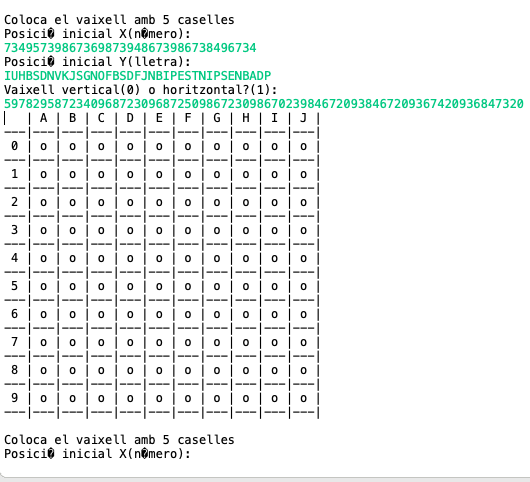 Coloca el vaixell amb 5 caselles
Posici� inicial X(n�mero):
73495739867369873948673986738496734
Posici� inicial Y(lletra):
IUHBSDNVKJSGNOFBSDFJNBIPESTNIPSENBADP
Vaixell vertical(0) o horitzontal?(1):
597829587234096872309687250986723098670239846720938467209367420936847320
| A | B | C | D | E | F | G | H | I | J |
---|---|---|---|---|---|---|---|---|---|---|
0 | o | o | o | o | o | o | o | o | o | o |
---|---|---|---|---|---|---|---|---|---|---|
1 | o | o | o | o | o | o | o | o | o | o |
---|---|---|---|---|---|---|---|---|---|---|
2 | o | o | o | o | o | o | o | o | o | o |
---|---|---|---|---|---|---|---|---|---|---|
3 | o | o | o | o | o | o | o | o | o | o |
---|---|---|---|---|---|---|---|---|---|---|
4 | o | o | o | o | o | o | o | o | o | o |
---|---|---|---|---|---|---|---|---|---|---|
5 | o | o | o | o | o | o | o | o | o | o |
---|---|---|---|---|---|---|---|---|---|---|
6 | o | o | o | o | o | o | o | o | o | o |
---|---|---|---|---|---|---|---|---|---|---|
7 | o | o | o | o | o | o | o | o | o | o |
---|---|---|---|---|---|---|---|---|---|---|
8 | o | o | o | o | o | o | o | o | o | o |
---|---|---|---|---|---|---|---|---|---|---|
9 | o | o | o | o | o | o | o | o | o | o |
---|---|---|---|---|---|---|---|---|---|---|
Coloca el vaixell amb 5 caselles
Posici� inicial X(n�mero):